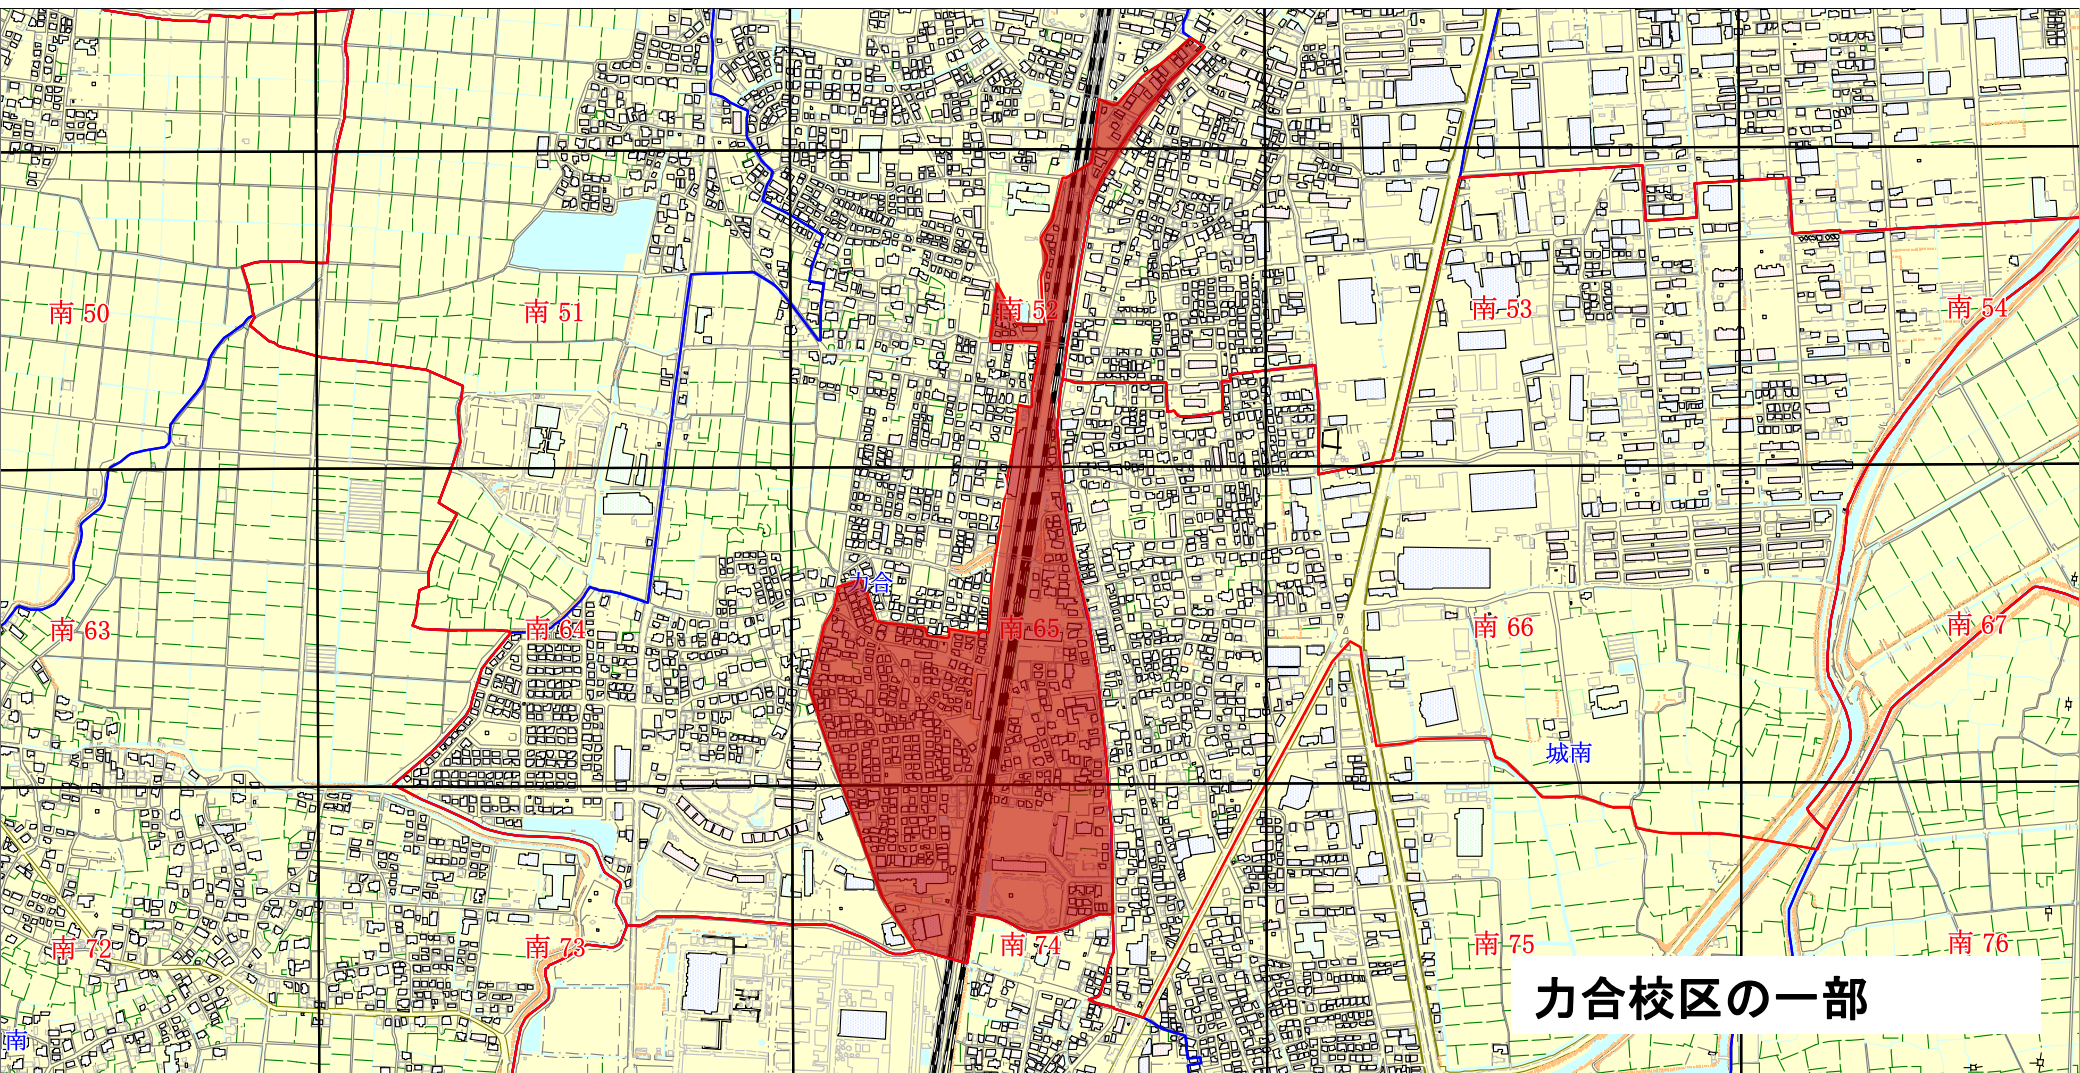 南 50
南 51
南 52
南 53
南 54
力合
南 63
南 64
南 65
南 66
南 67
城南
南 72
南 73
南 74
南 75
南 76
力合校区の一部
南